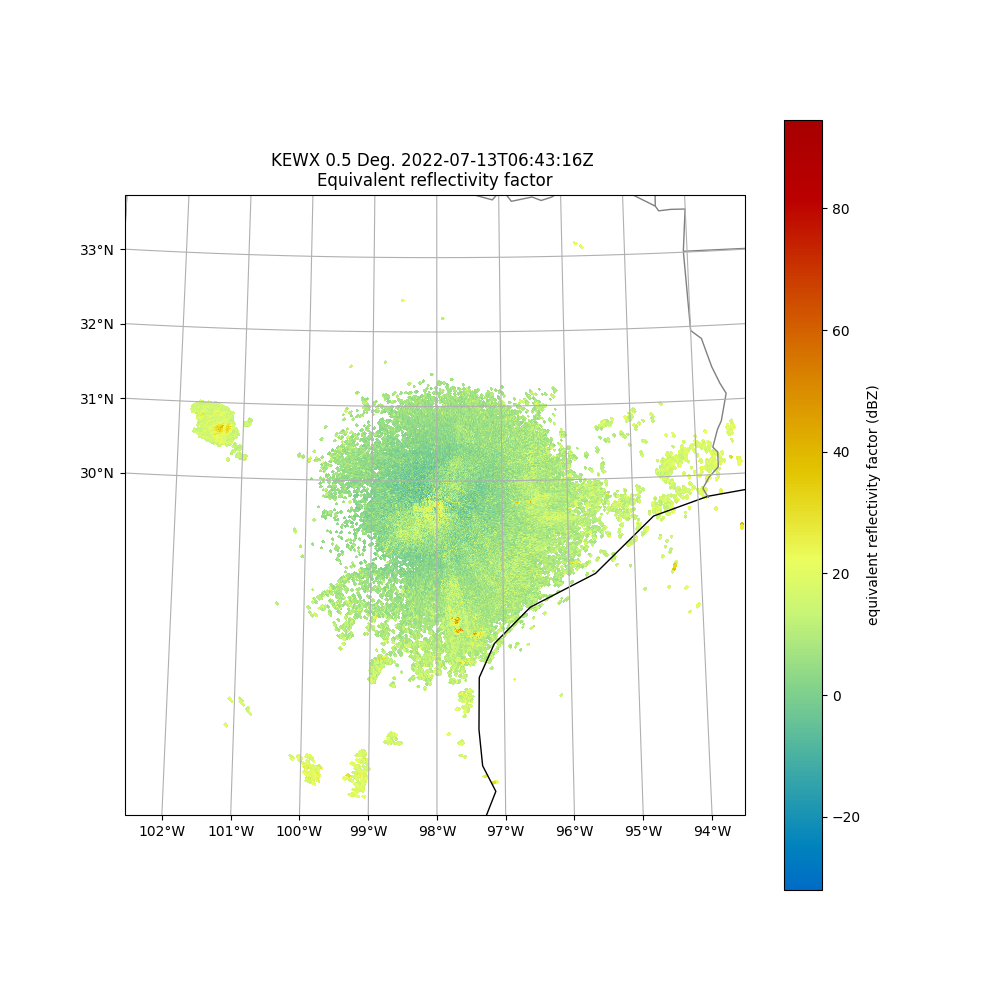 KEWX 0.5 Deg. 2022-07-13T06:43:16Z
Equivalent reflectivity factor
33°N
32°N
31°N
30°N
102°W 101°W 100°W 99°W 98°W 97°W 96°W 95°W 94°W
80
60
40
20
0
−20
equivalent reflectivity factor (dBZ)